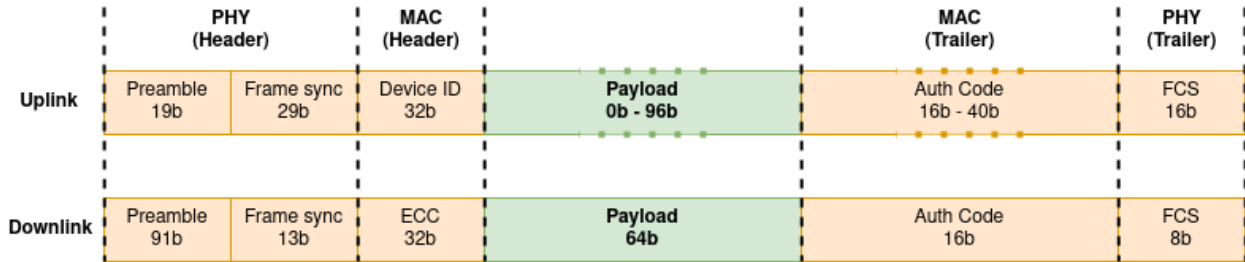 PHY
(Header)
MAC
(Header)
MAC
(Trailer)
PHY
(Trailer)
Uplink
Preamble
19b
Frame sync
29b
Device ID
32b
Payload
0b - 96b
Auth Code
16b - 40b
FCS
16b
Downlink
Preamble
91b
Frame sync
13b
ECC
32b
Payload
64b
Auth Code
16b
FCS
8b